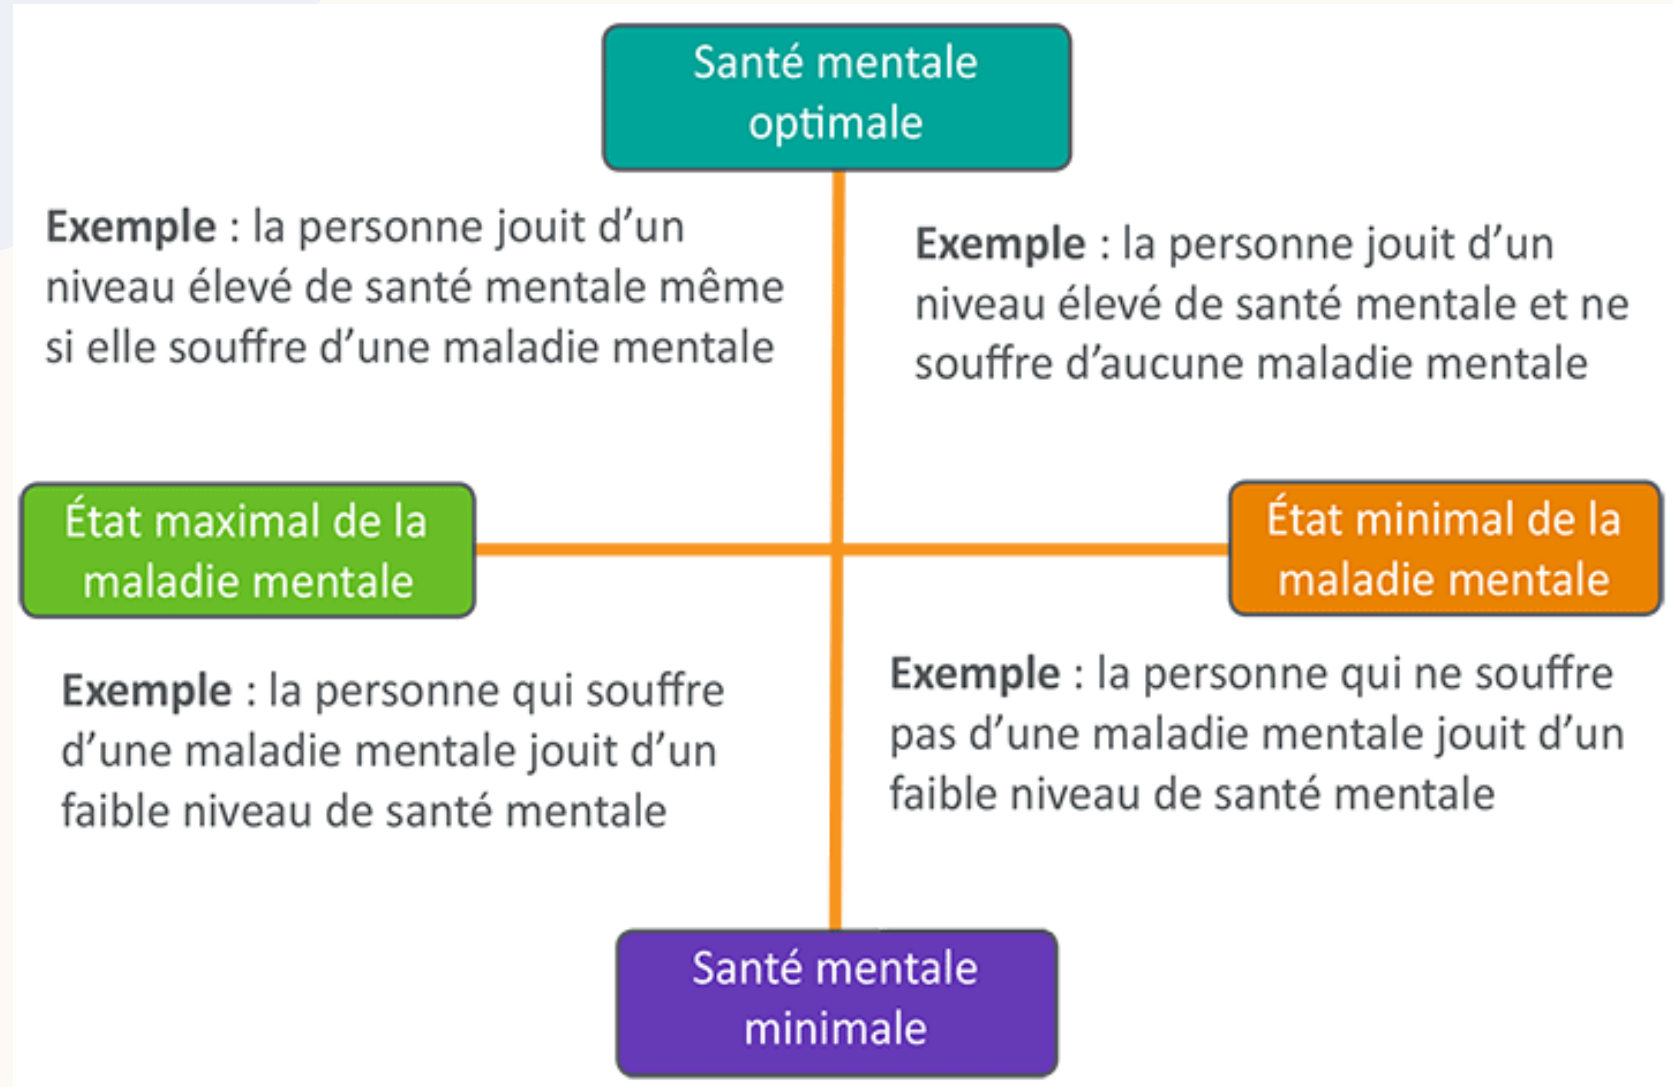 Santé mentale
optimale
Exemple : la personne jouit d’un
niveau élevé de santé mentale même
si elle souffre d’une maladie mentale
Exemple : la personne jouit d’un
niveau élevé de santé mentale et ne
souffre d’aucune maladie mentale
État maximal de la
maladie mentale
État minimal de la
maladie mentale
Exemple : la personne qui souffre
d’une maladie mentale jouit d’un
faible niveau de santé mentale
Exemple : la personne qui ne souffre
pas d’une maladie mentale jouit d’un
faible niveau de santé mentale
Santé mentale
minimale